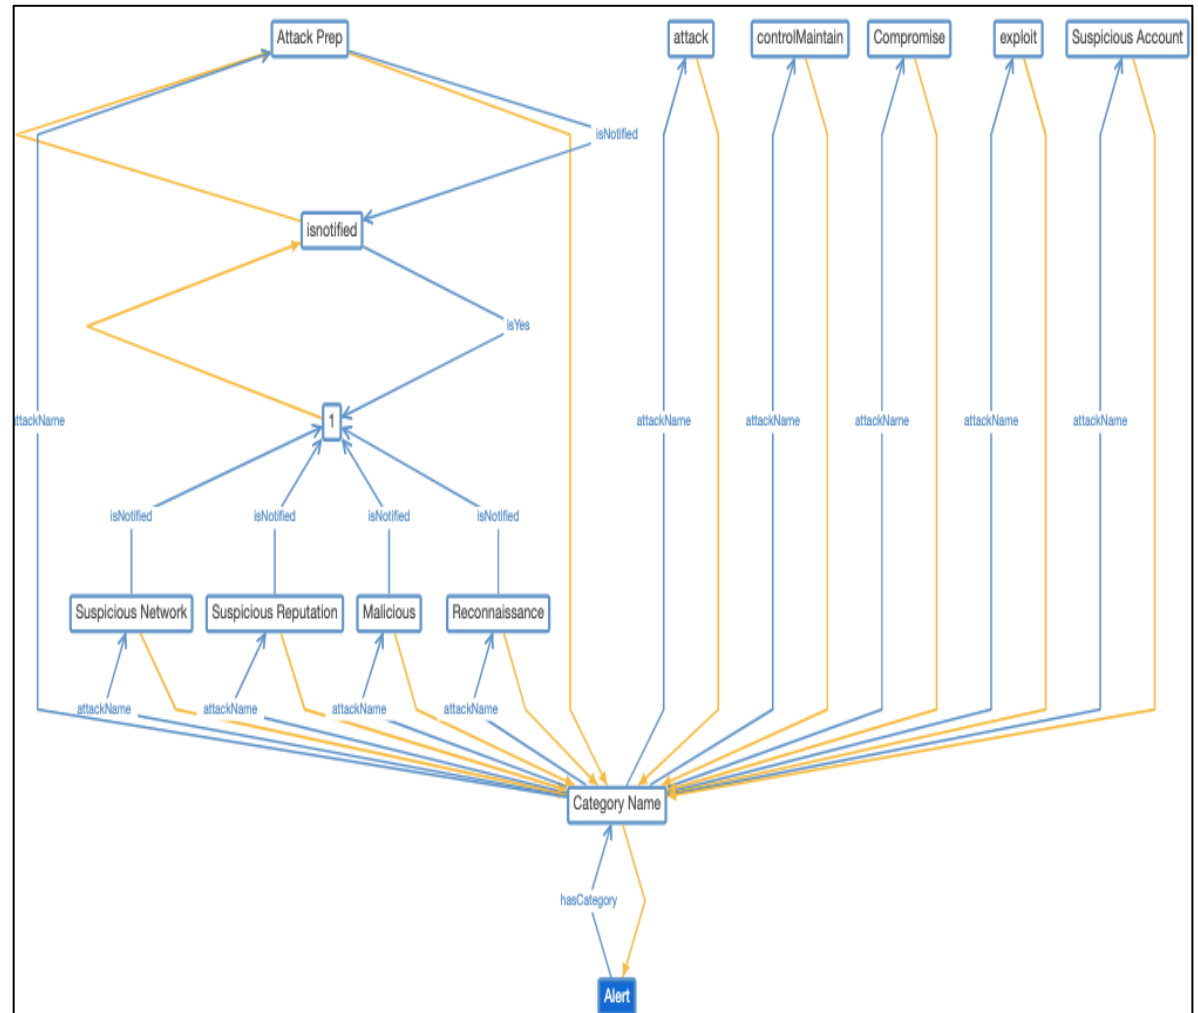 Attack Prep
attack
controlMaintain
Compromise
exploit
Suspicious Account
isNotified
isnotified
isYes
1
ttackName
attackName
attackName
attackName
attackName
attackName
isNotified
isNotified
isNotified
isNotified
Suspicious Network
Suspicious Reputation
Malicious
Reconnaissance
attackName
attackName
attackName
attackName
Category Name
hasCategory
Alert